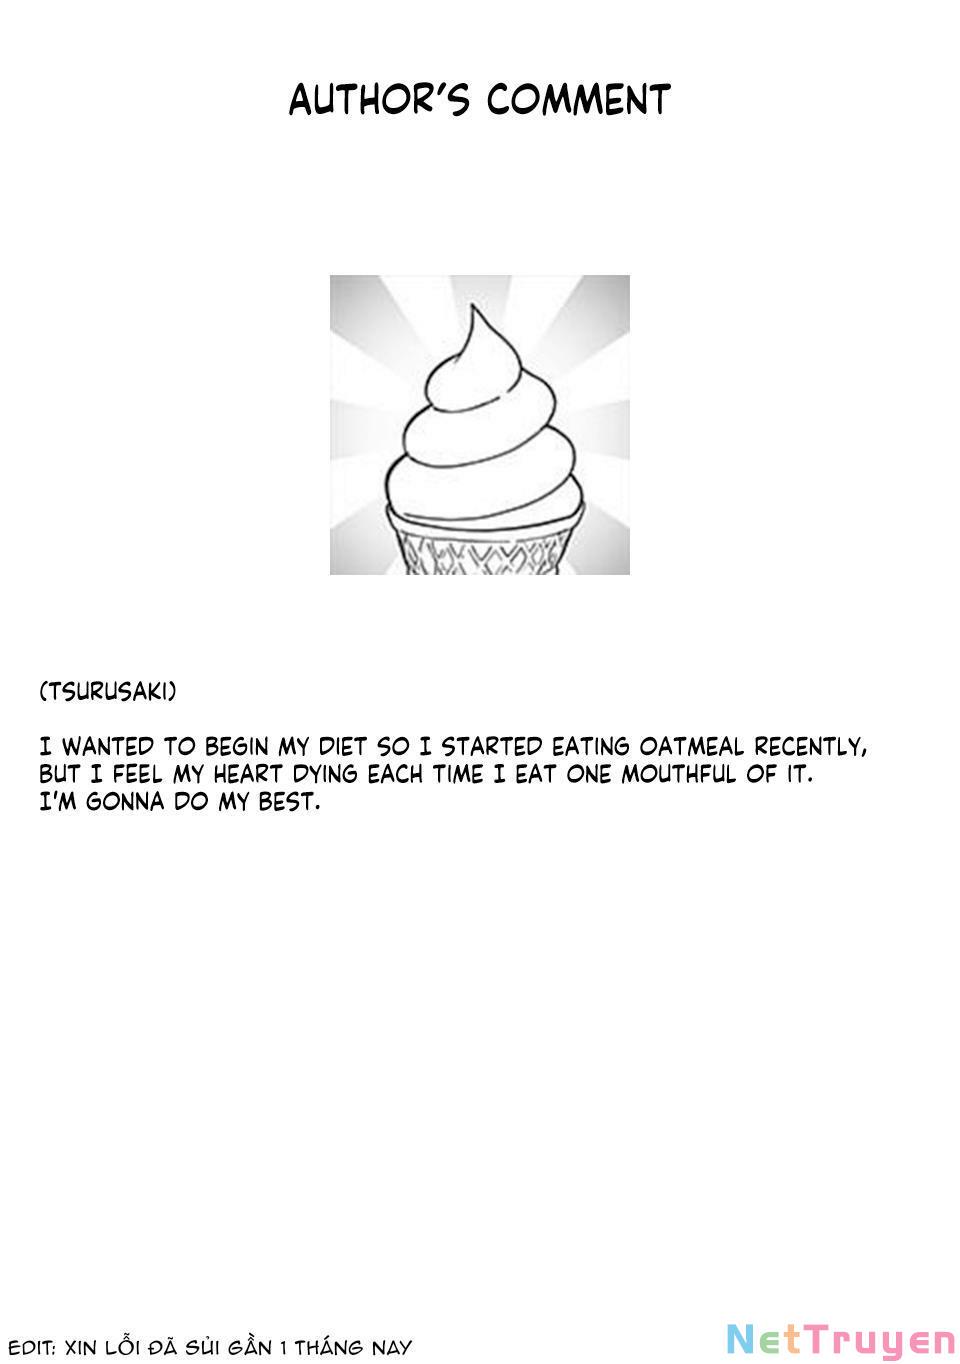 AUTHOR'S COMMENT
(TSURUSAKI)
I WANTED TO BEGIN MY DIET SO I STARTED EATING OATMEAL RECENTLY,
BUT I FEEL MY HEART DYING EACH TIME I EAT ONE MOUTHFUL OF IT.
I'M GONNA DO MY BEST.
EDIT: XIN LỖI ĐÃ SỦI GẦN 1 THÁNG NAY
NetTruyen